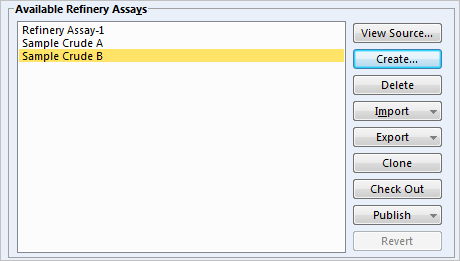 Available Refinery Assays
Refinery Assay-1
Sample Crude A
Sample Crude B
View Source...
Create...
Delete
Import
Export
Clone
Check Out
Publish
Revert